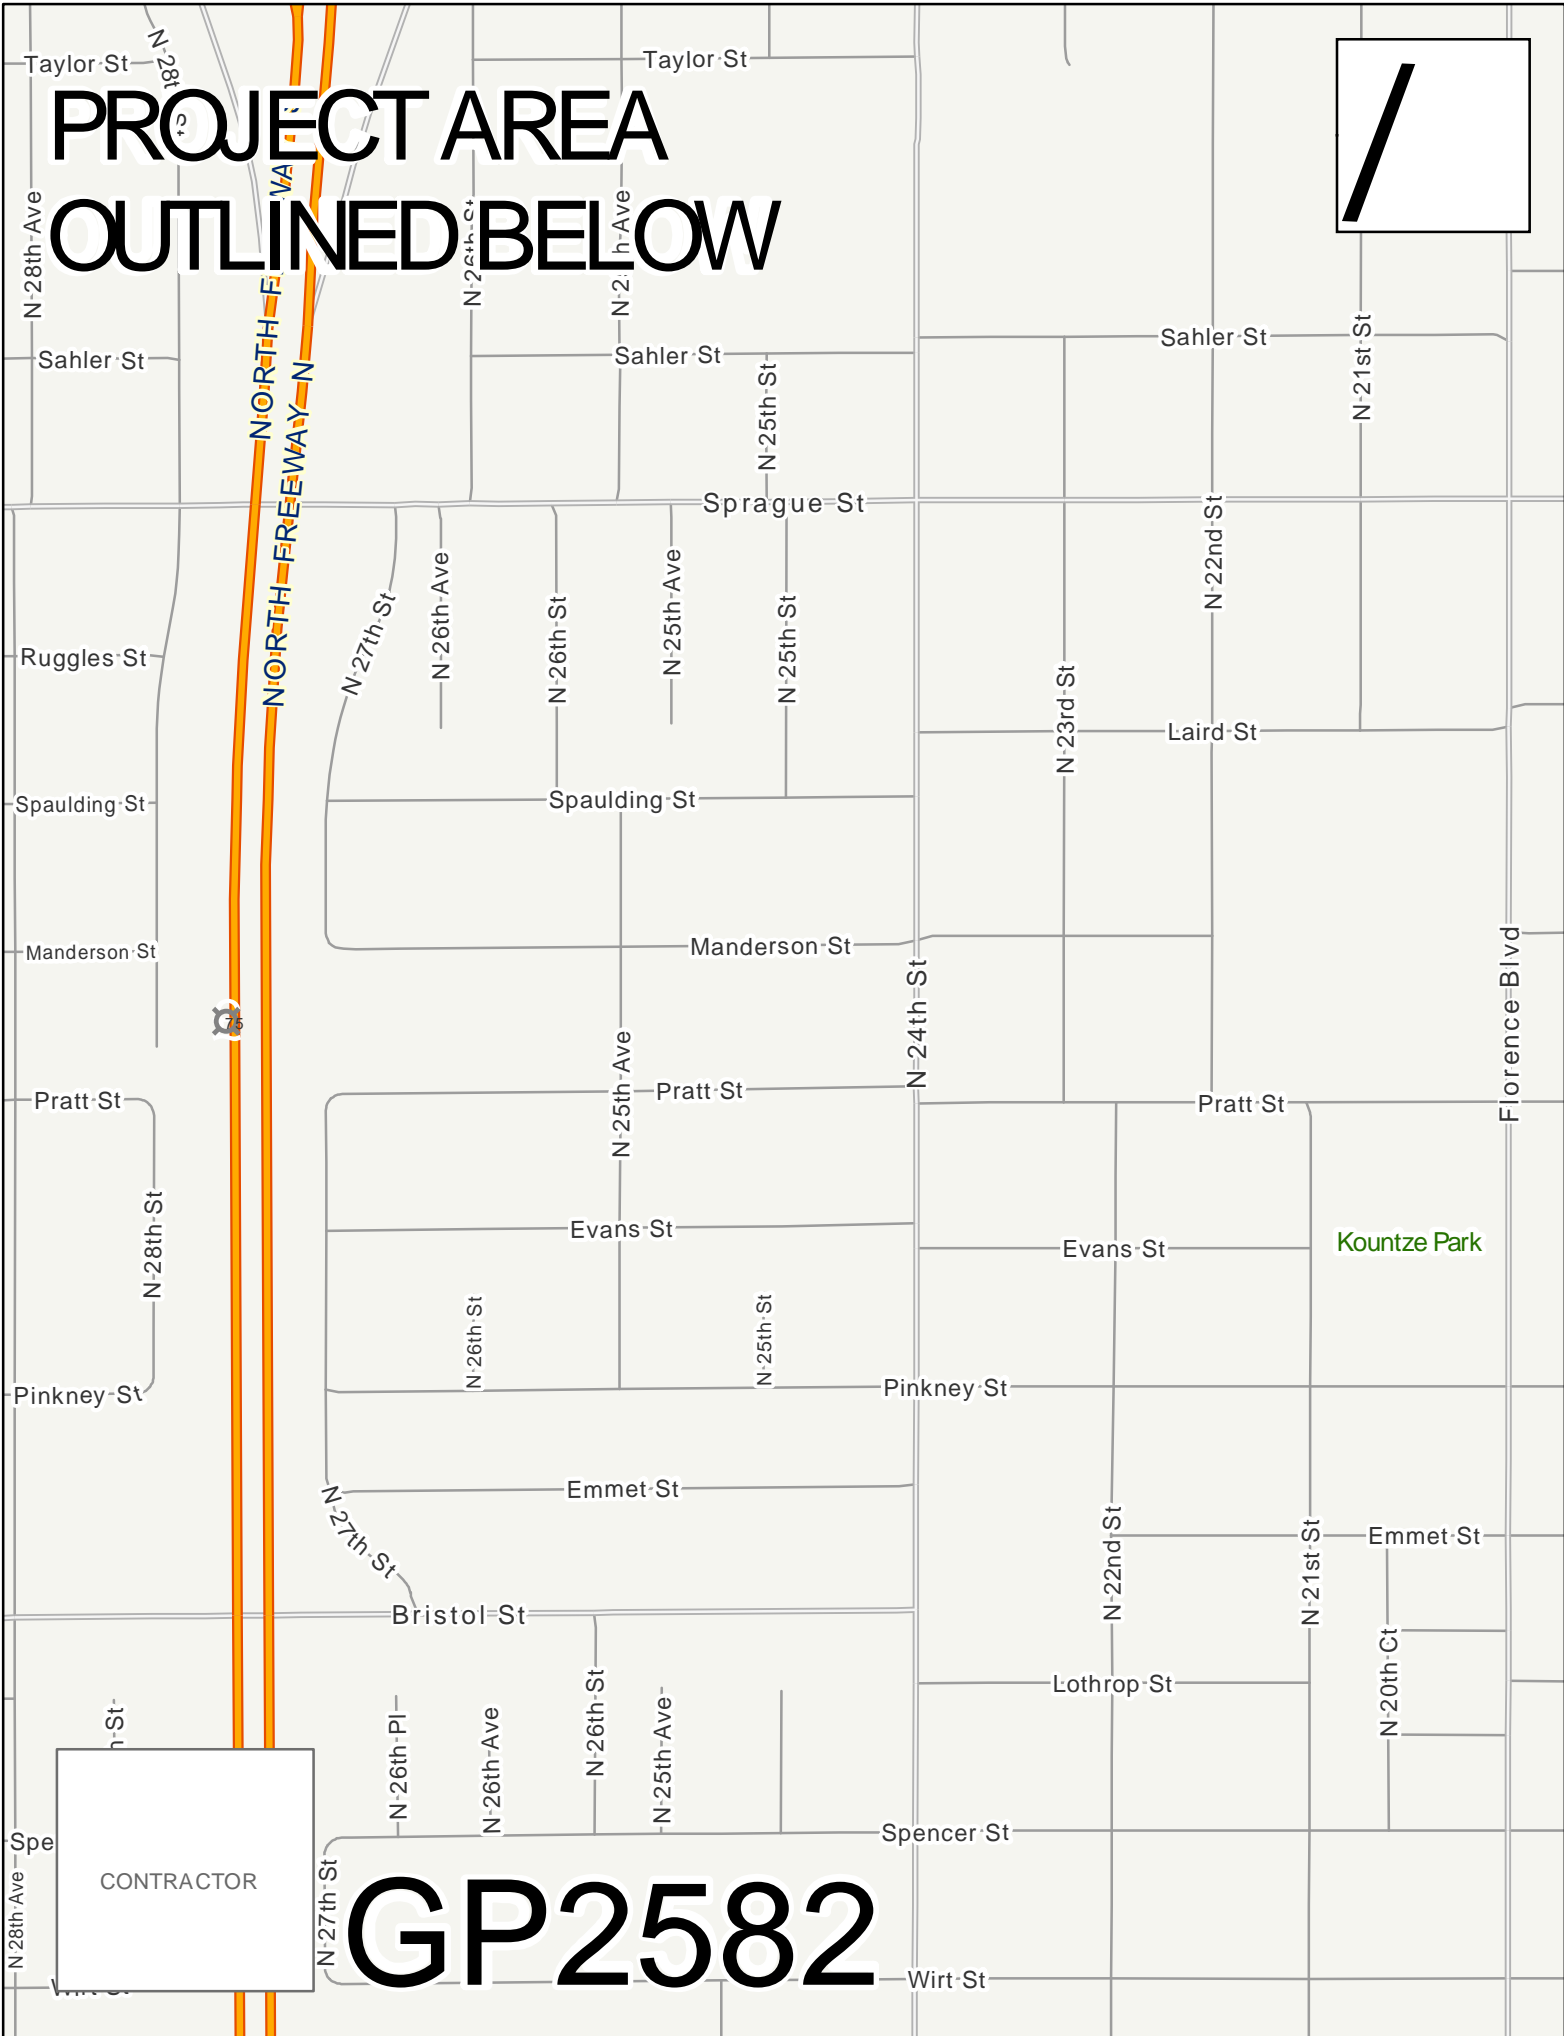 Taylor St
Taylor St
PROJECT AREA
OUTLINED BELOW
N 28th Ave
N 26th St
Sahler St
Sahler St
Sahler St
N 25th St
N 21st St
NORTH
NORTH FREEWAY N
Sprague St
N 22nd St
N 27th St
N 26th Ave
N 26th St
N 25th Ave
N 25th St
Ruggles St
N 23rd St
Laird St
Spaulding St
Spaulding St
Manderson St
Manderson St
N 24th St
Florence Blvd
75
Pratt St
Pratt St
Pratt St
N 25th Ave
N 28th St
Evans St
Evans St
Kountze Park
N 26th St
N 25th St
Pinkney St
Pinkney St
Emmet St
N 27th St
N 22nd St
N 21st St
Emmet St
Bristol St
N 26th St
Lothrop St
N 20th Ct
N 26th Pl
N 26th Ave
N 25th Ave
Spencer St
CONTRACTOR
N 28th Ave
N 27th St
GP2582
Wirt St